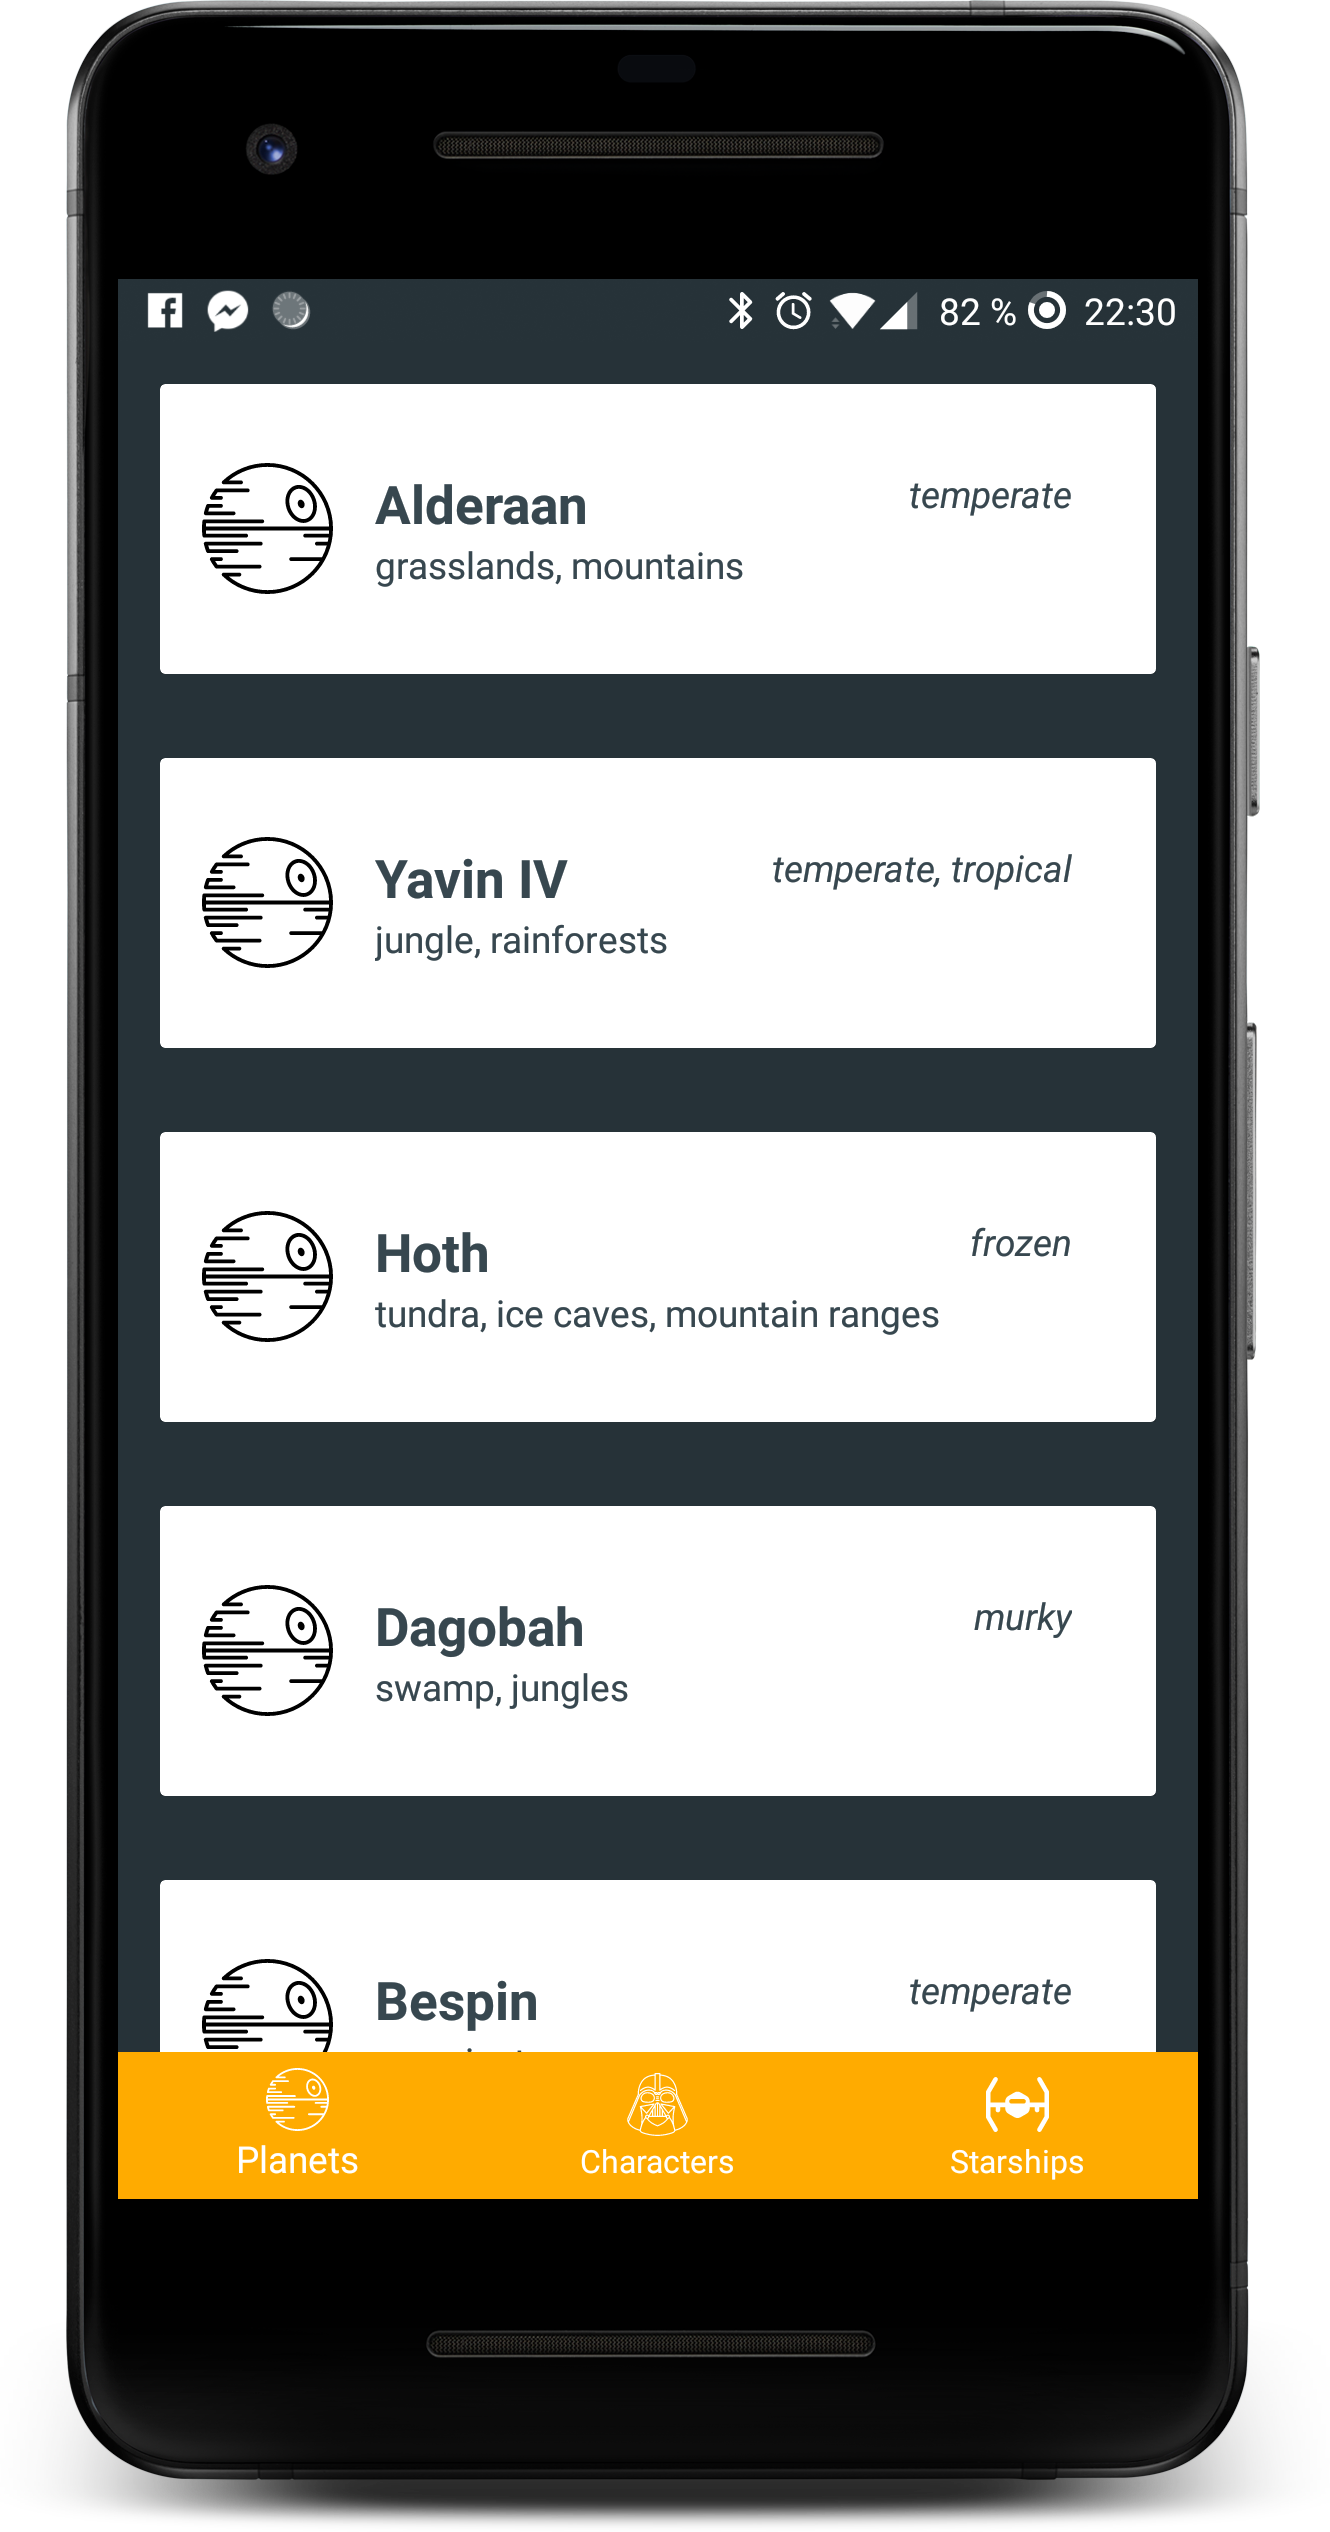 82 % 22:30
Alderaan
temperate
grasslands, mountains
Yavin IV
temperate, tropical
jungle, rainforests
Hoth
frozen
tundra, ice caves, mountain ranges
Dagobah
murky
swamp, jungles
Bespin
temperate
Planets
Characters
Starships